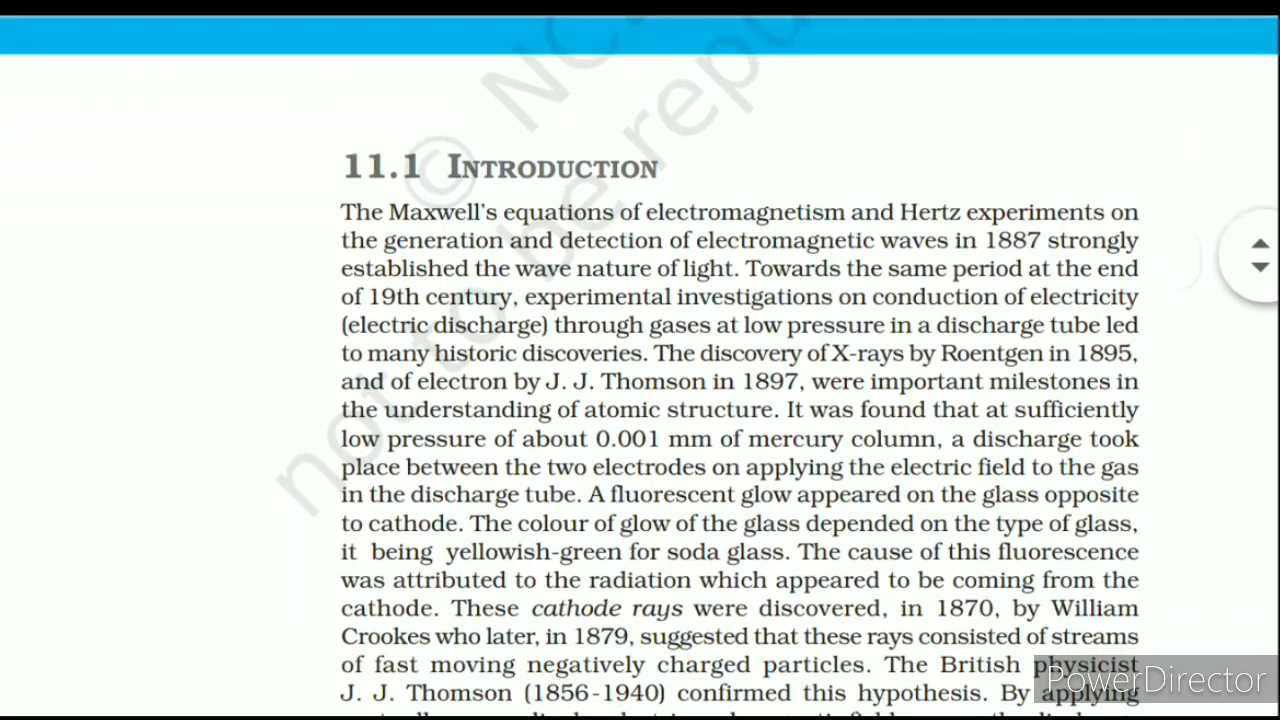 11.1 INTRODUCTION
The Maxwell's equations of electromagnetism and Hertz experiments on
the generation and detection of electromagnetic waves in 1887 strongly
established the wave nature of light. Towards the same period at the end
of 19th century, experimental investigations on conduction of electricity
(electric discharge) through gases at low pressure in a discharge tube led
to many historic discoveries. The discovery of X-rays by Roentgen in 1895,
and of electron by J. J. Thomson in 1897, were important milestones in
the understanding of atomic structure. It was found that at sufficiently
low pressure of about 0.001 mm of mercury column, a discharge took
place between the two electrodes on applying the electric field to the gas
in the discharge tube. A fluorescent glow appeared on the glass opposite
to cathode. The colour of glow of the glass depended on the type of glass,
it being yellowish-green for soda glass. The cause of this fluorescence
was attributed to the radiation which appeared to be coming from the
cathode. These cathode rays were discovered, in 1870, by William
Crookes who later, in 1879, suggested that these rays consisted of streams
of fast moving negatively charged particles. The British physicist
J. J. Thomson (1856-1940) confirmed this hypothesis. By applying
© NC
not to be repu
PowerDirector